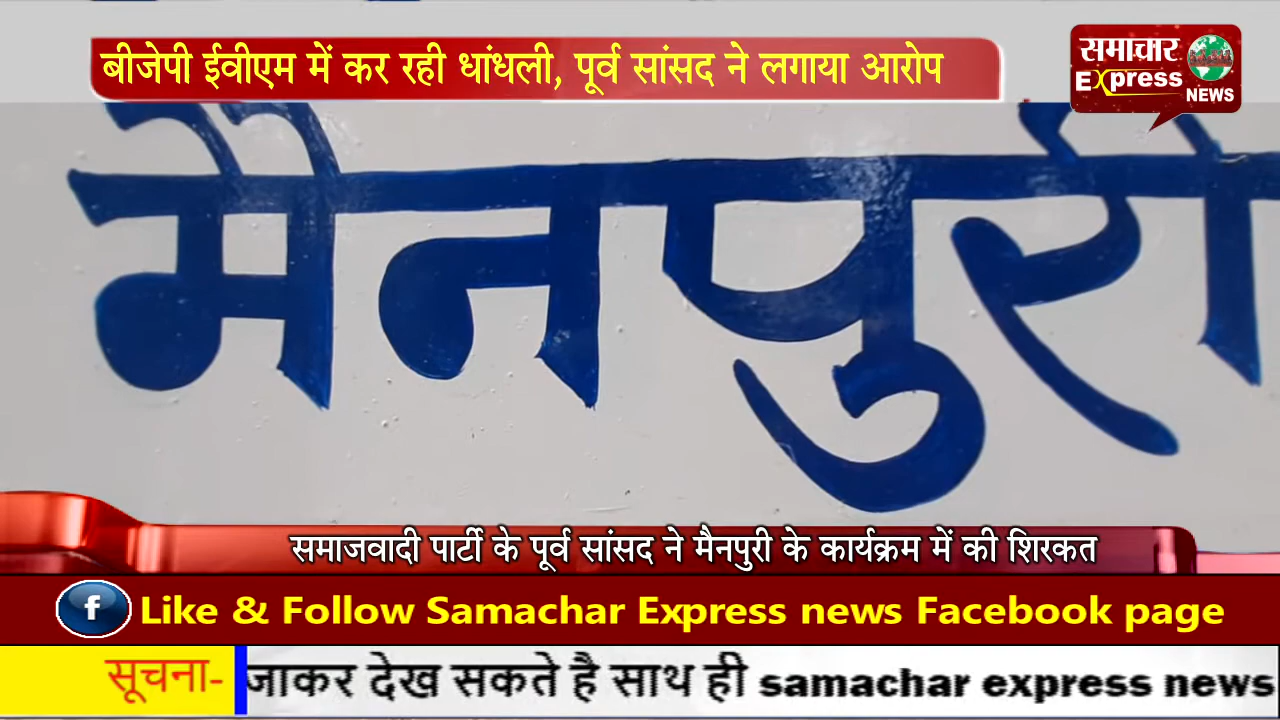 बीजेपी ईवीएम में कर रही धांधली, पूर्व सांसद ने लगाया आरोप
समाचार
Express
NEWS
मैनपुरी
समाजवादी पार्टी के पूर्व सांसद ने मैनपुरी के कार्यक्रम में की शिरकत
f Like & Follow Samachar Express news Facebook page
सूचना- जाकर देख सकते है साथ ही samachar express news